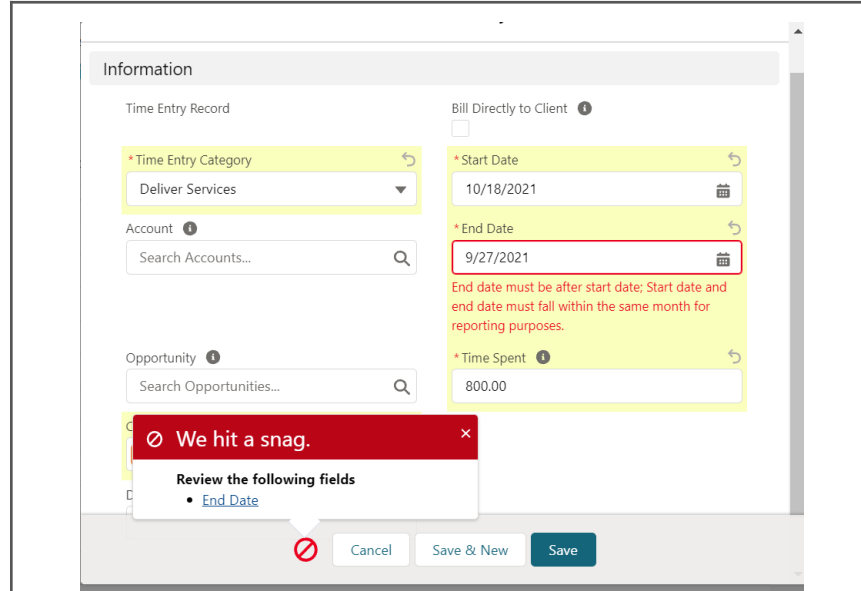 Information
Time Entry Record
Bill Directly to Client
*Time Entry Category
Deliver Services
*Start Date
10/18/2021
Account
Search Accounts...
*End Date
9/27/2021
End date must be after start date; Start date and
end date must fall within the same month for
reporting purposes.
Opportunity
Search Opportunities...
*Time Spent
800.00
We hit a snag.
Review the following fields
• End Date
Cancel
Save & New
Save